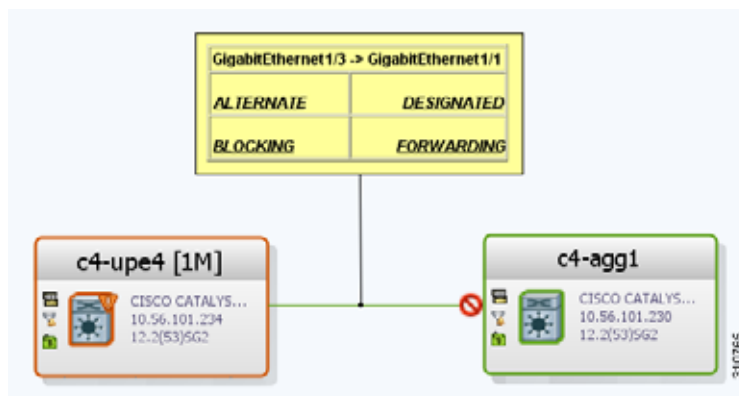 GigabitEthernet1/3 -> GigabitEthernet1/1
ALTERNATE DESIGNATED
BLOCKING FORWARDING
c4-upe4 [1M]
CISCO CATALYS...
10.56.101.234
12.2(53)SG2
c4-agg1
CISCO CATALYS...
10.56.101.230
12.2(53)SG2
310766